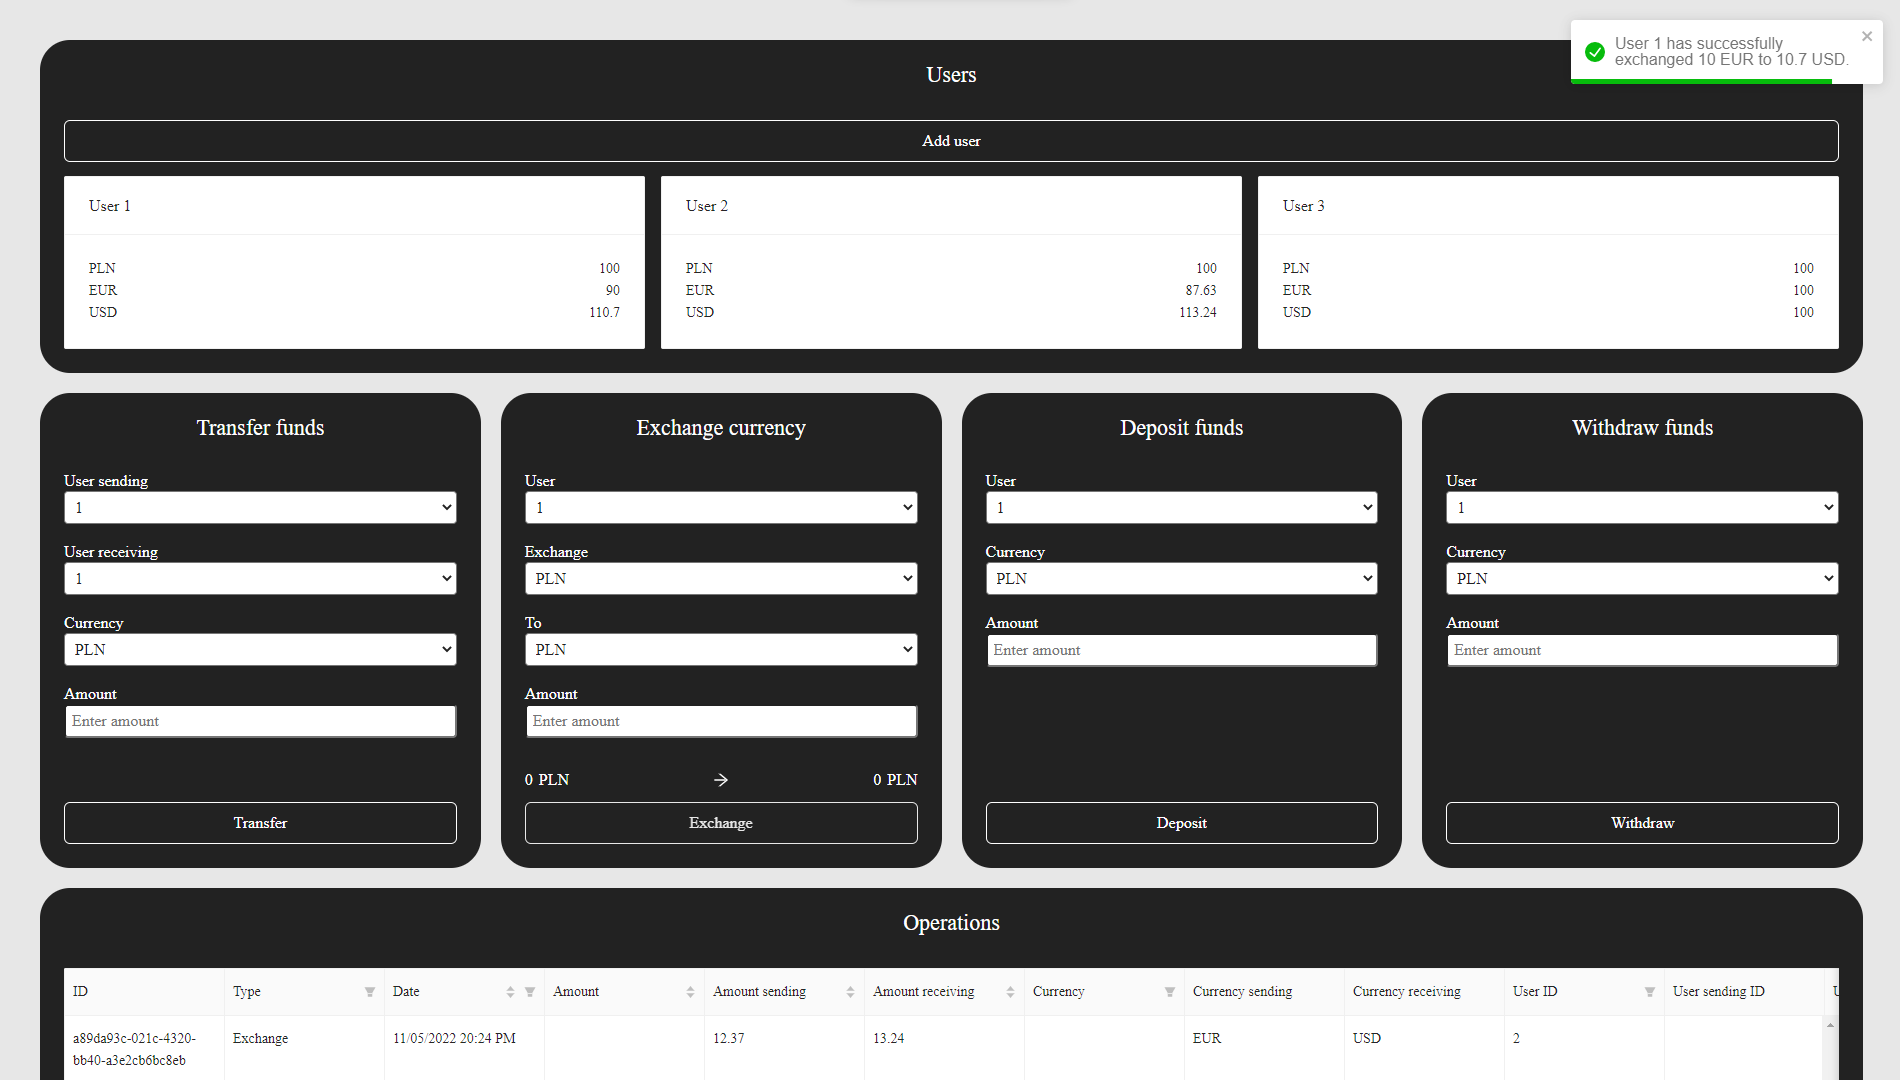 User 1 has successfully
exchanged 10 EUR to 10.7 USD.
Users
Add user
User 1
PLN 100
EUR 90
USD 110.7
User 2
PLN 100
EUR 87.63
USD 113.24
User 3
PLN 100
EUR 100
USD 100
Transfer funds
User sending
1
User receiving
1
Currency
PLN
Amount
Enter amount
Transfer
Exchange currency
User
1
Exchange
PLN
To
PLN
Amount
Enter amount
0 PLN → 0 PLN
Exchange
Deposit funds
User
1
Currency
PLN
Amount
Enter amount
Deposit
Withdraw funds
User
1
Currency
PLN
Amount
Enter amount
Withdraw
Operations
ID Type Date Amount Amount sending Amount receiving Currency Currency sending Currency receiving User ID User sending ID
a89da93c-021c-4320- Exchange 11/05/2022 20:24 PM 12.37 13.24 EUR USD 2
bb40-a3e2cb6bc8eb